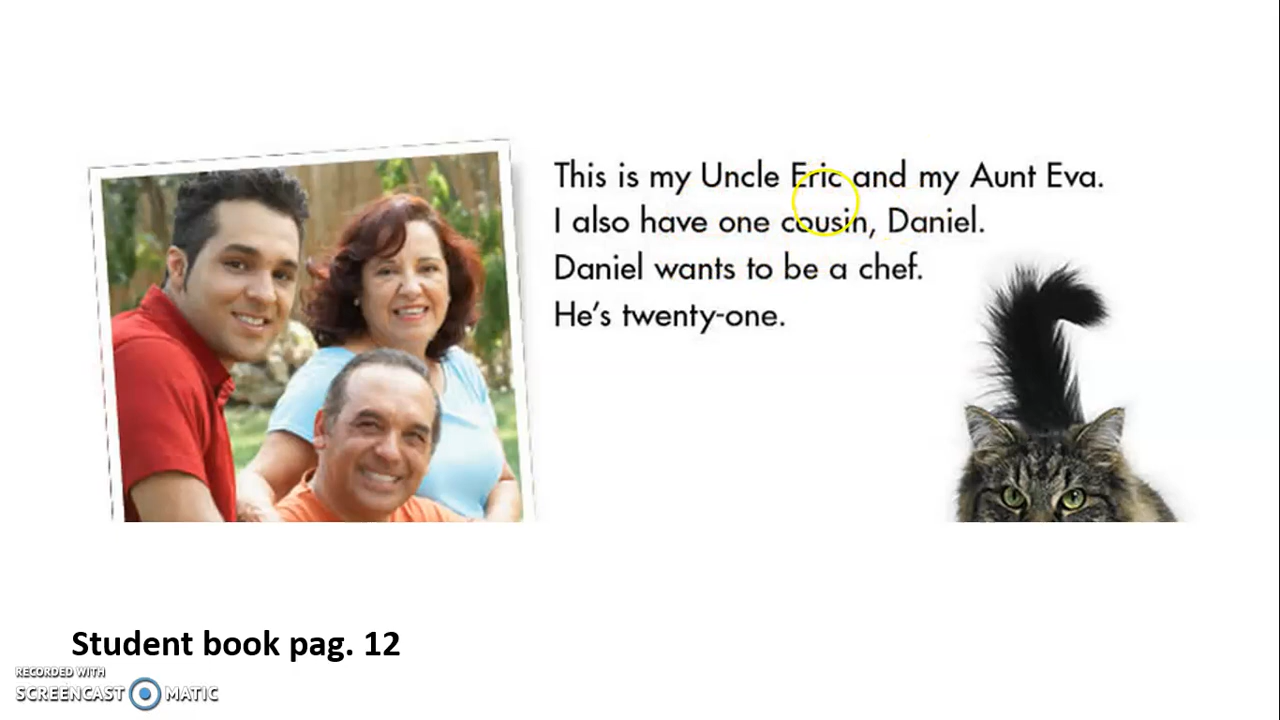 This is my Uncle Eric and my Aunt Eva.
I also have one cousin, Daniel.
Daniel wants to be a chef.
He's twenty-one.
Student book pag. 12
RECORDED WITH
SCREENCAST MATIC